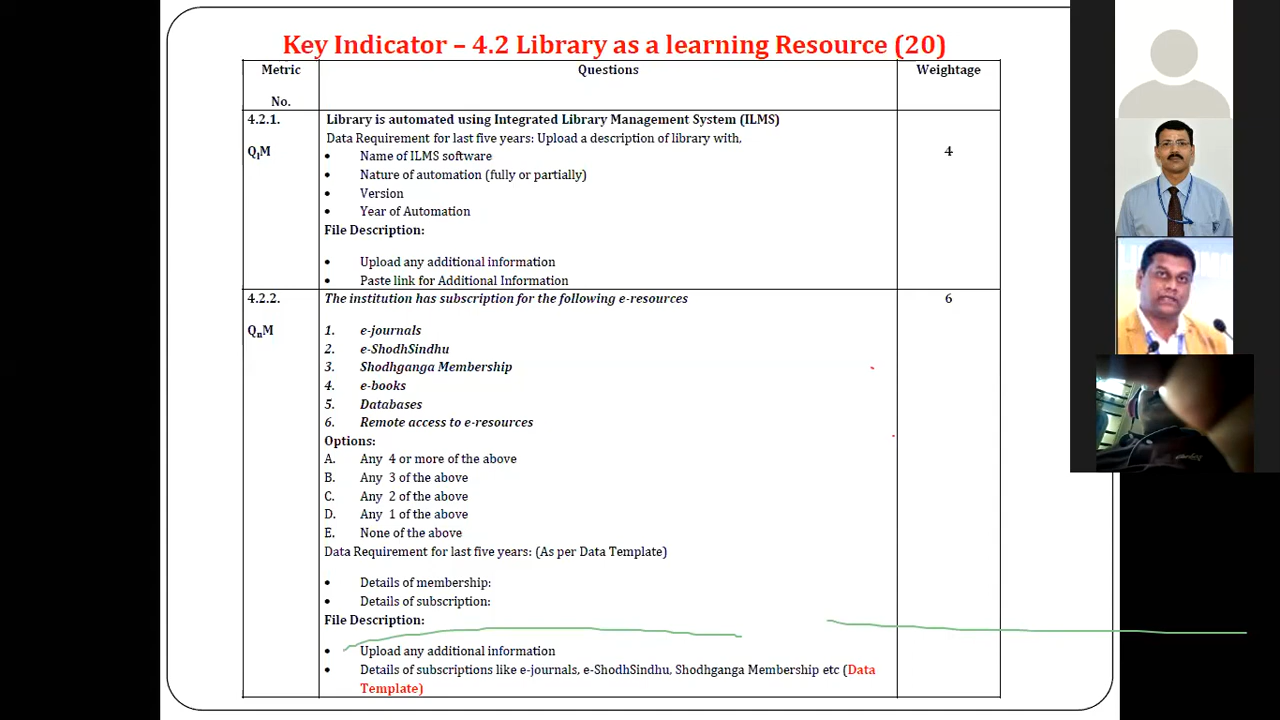 Key Indicator – 4.2 Library as a learning Resource (20)
Metric No.
Questions
Weightage
4.2.1.
QlM
Library is automated using Integrated Library Management System (ILMS)
Data Requirement for last five years: Upload a description of library with,
• Name of ILMS software
• Nature of automation (fully or partially)
• Version
• Year of Automation
File Description:
• Upload any additional information
• Paste link for Additional Information
4
4.2.2.
QnM
The institution has subscription for the following e-resources
1. e-journals
2. e-ShodhSindhu
3. Shodhganga Membership
4. e-books
5. Databases
6. Remote access to e-resources
Options:
A. Any 4 or more of the above
B. Any 3 of the above
C. Any 2 of the above
D. Any 1 of the above
E. None of the above
Data Requirement for last five years: (As per Data Template)
• Details of membership:
• Details of subscription:
File Description:
• Upload any additional information
• Details of subscriptions like e-journals, e-ShodhSindhu, Shodhganga Membership etc (Data
Template)
6